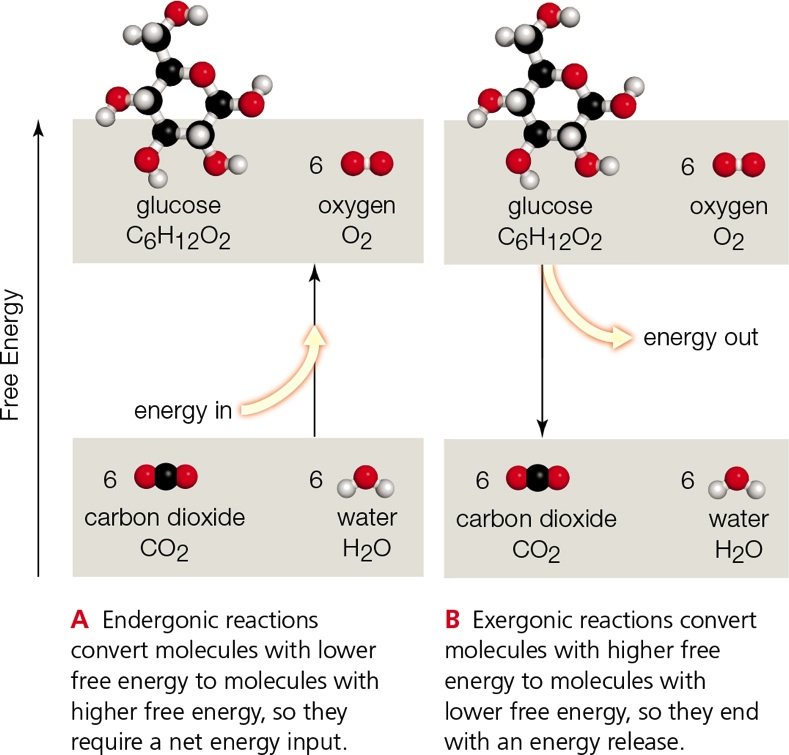 6
glucose
C6H12O2
oxygen
O2
6
glucose
C6H12O2
oxygen
O2
Free Energy
energy in
energy out
6
6
carbon dioxide
CO2
water
H2O
6
6
carbon dioxide
CO2
water
H2O
A Endergonic reactions
convert molecules with lower
free energy to molecules with
higher free energy, so they
require a net energy input.
B Exergonic reactions convert
molecules with higher free
energy to molecules with
lower free energy, so they end
with an energy release.